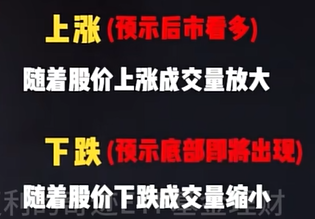 上涨(预示后市看多)
随着股价上涨成交量放大
下跌(预示底部即將出现)
随着股价下跌成交量缩小